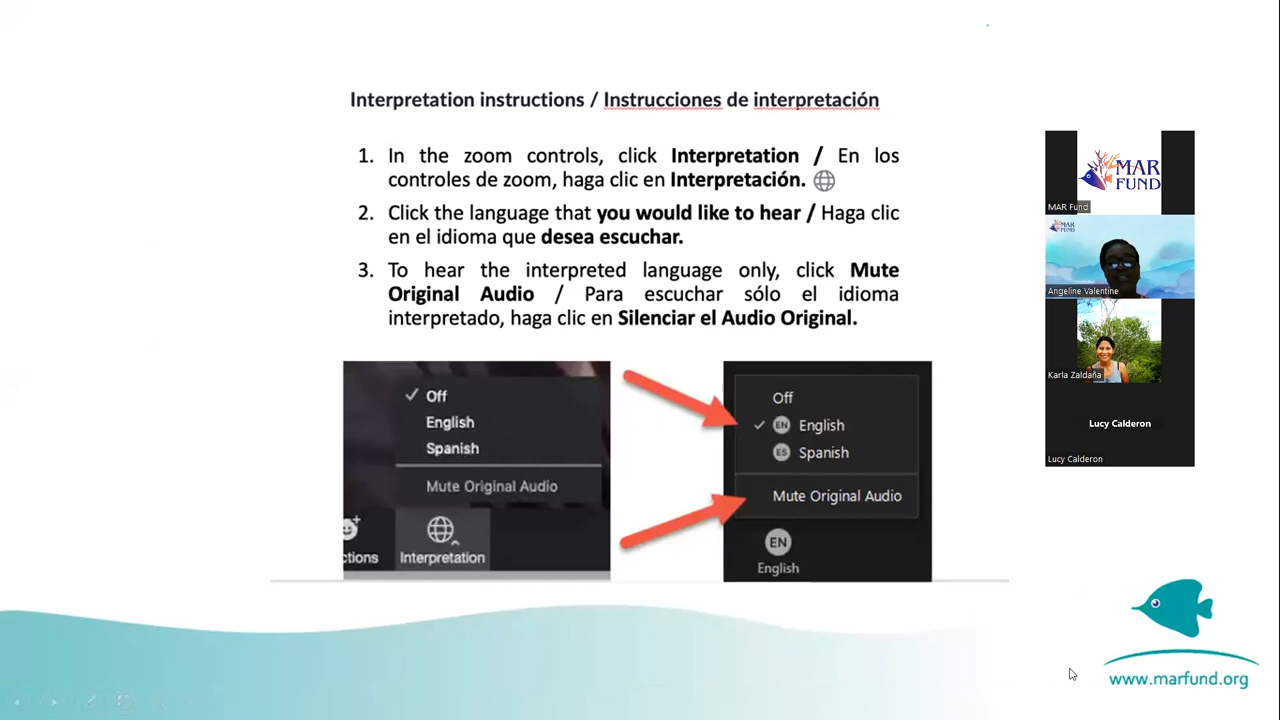 Interpretation instructions / Instrucciones de interpretación
1. In the zoom controls, click Interpretation / En los
controles de zoom, haga clic en Interpretación.
2. Click the language that you would like to hear / Haga clic
en el idioma que desea escuchar.
3. To hear the interpreted language only, click Mute
Original Audio / Para escuchar sólo el idioma
interpretado, haga clic en Silenciar el Audio Original.
Off
English
Spanish
Mute Original Audio
ctions
Interpretation
Off
EN English
ES Spanish
Mute Original Audio
EN
English
MAR
FUND
MAR Fund
MAR
FUND
Angeline Valentine
Karla Zaldaña
Lucy Calderon
Lucy Calderon
www.marfund.org